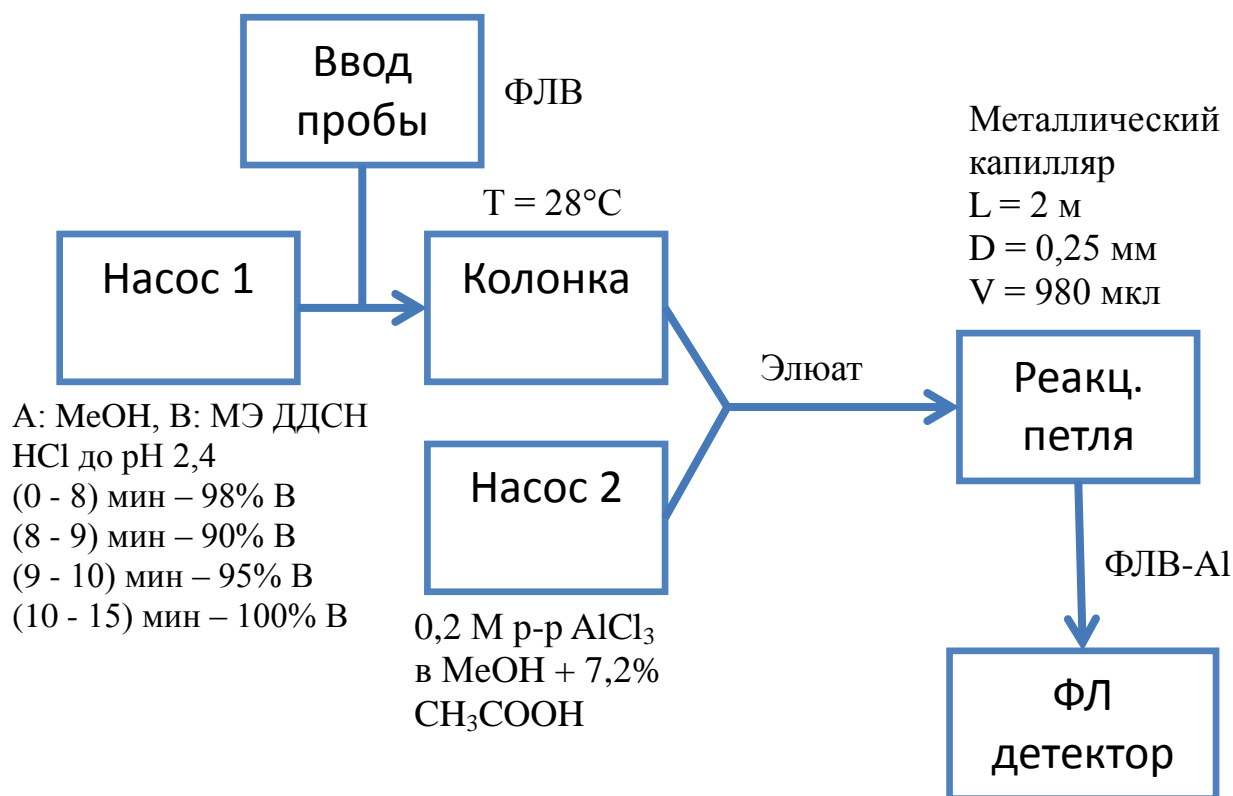 Ввод
пробы
ФЛВ
Металлический
капилляр
L = 2 м
D = 0,25 мм
V = 980 мкл
T = 28°C
Насос 1
Колонка
Элюат
Реакц.
петля
А: MeOH, В: МЭ ДДСН
HCl до pH 2,4
(0 - 8) мин – 98% В
(8 - 9) мин – 90% В
(9 - 10) мин – 95% В
(10 - 15) мин – 100% В
Насос 2
0,2 М р-р AlCl₃
в MeOH + 7,2%
CH₃COOH
ФЛВ-Al
ФЛ
детектор